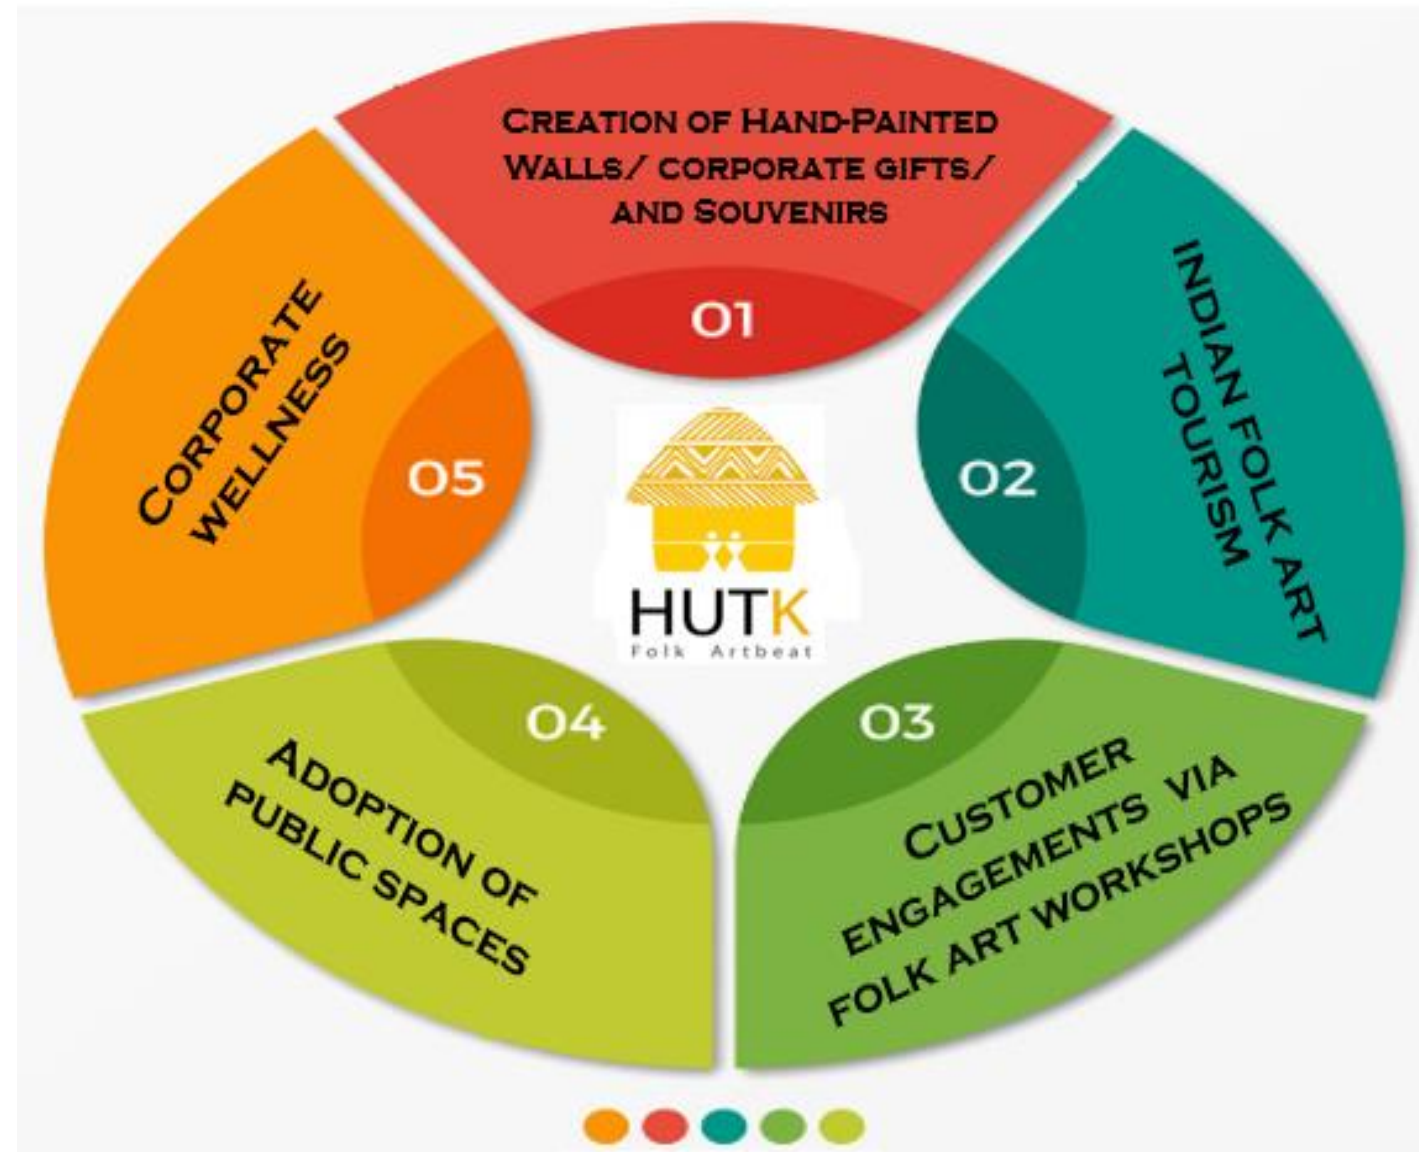 CREATION OF HAND-PAINTED
WALLS/ CORPORATE GIFTS/
AND SOUVENIRS
01
INDIAN FOLK ART
TOURISM
02
CUSTOMER
ENGAGEMENTS VIA
FOLK ART WORKSHOPS
03
ADOPTION OF
PUBLIC SPACES
04
CORPORATE
WELLNESS
05
HUTK
Folk Artbeat